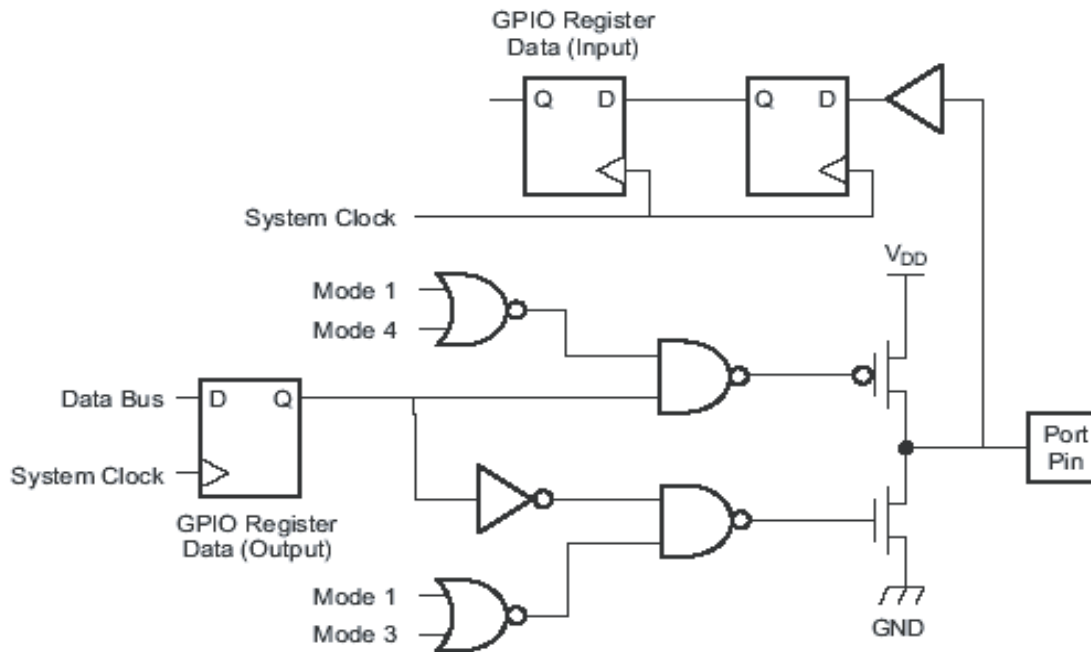 GPIO Register
Data (Input)
Q D
Q D
System Clock
VDD
Mode 1
Mode 4
Data Bus
D Q
System Clock
GPIO Register
Data (Output)
Port
Pin
Mode 1
Mode 3
GND